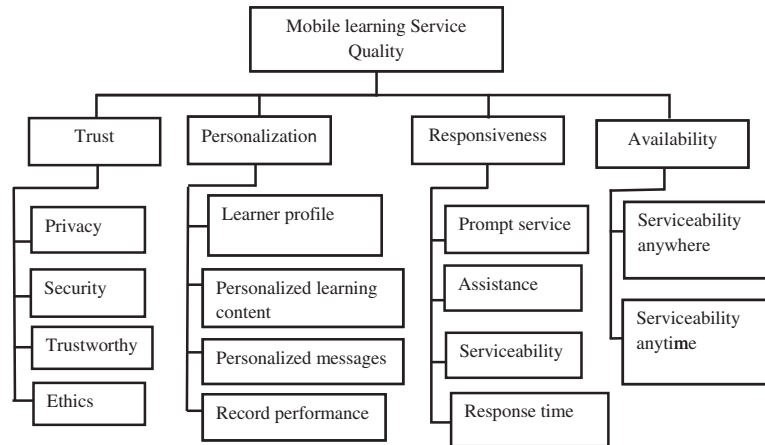 Mobile learning Service
Quality
Trust
Personalization
Responsiveness
Availability
Privacy
Security
Trustworthy
Ethics
Learner profile
Personalized learning
content
Personalized messages
Record performance
Prompt service
Assistance
Serviceability
Response time
Serviceability
anywhere
Serviceability
anytime